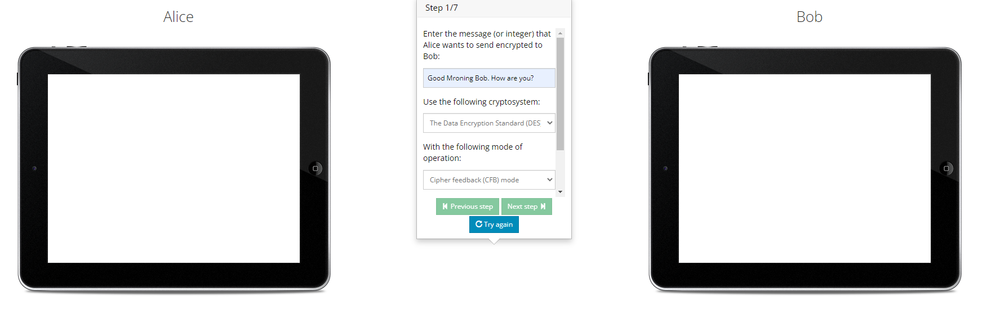 Alice
Step 1/7
Bob
Enter the message (or integer) that
Alice wants to send encrypted to
Bob:
Good Mroning Bob. How are you?
Use the following cryptosystem:
The Data Encryption Standard (DES)
With the following mode of
operation:
Cipher feedback (CFB) mode
Previous step
Next step
Try again